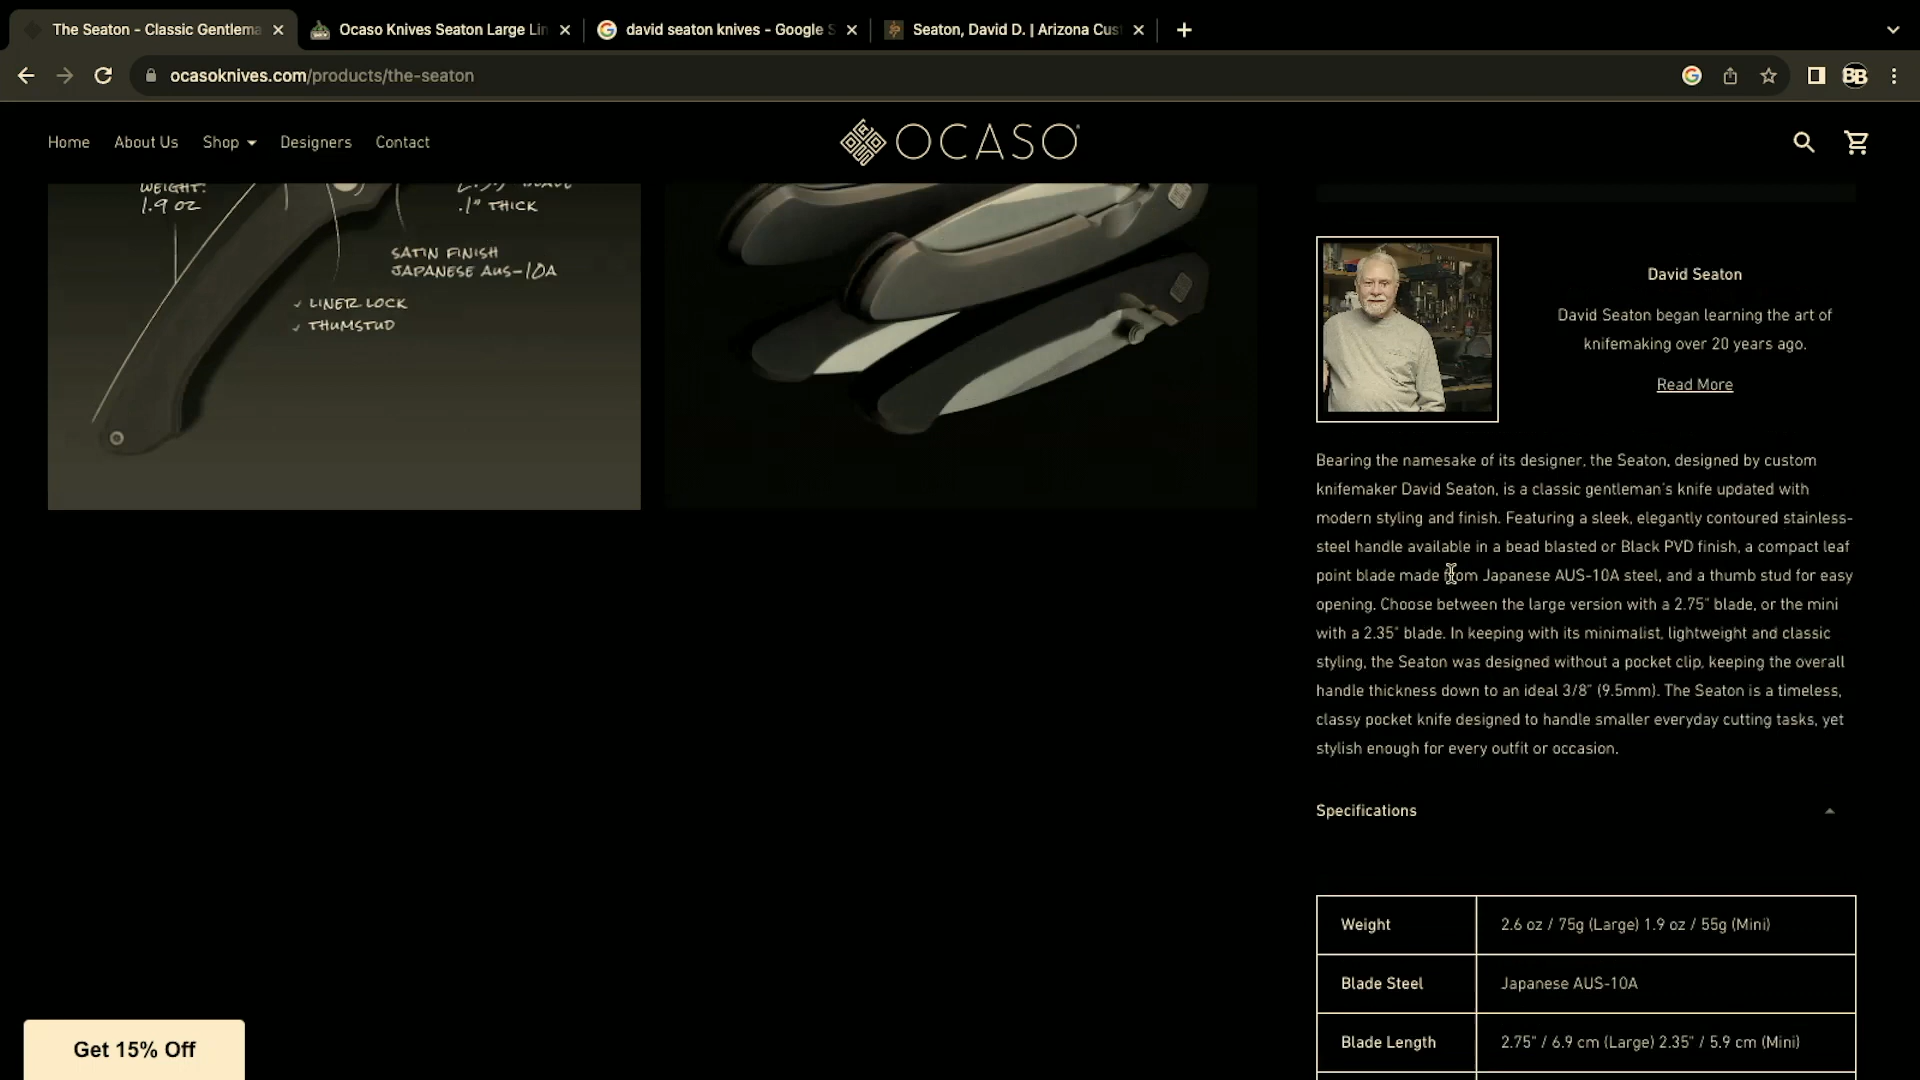 The Seaton - Classic Gentlema
Ocaso Knives Seaton Large Lin
david seaton knives - Google S
Seaton, David D. | Arizona Cus
ocasoknives.com/products/the-seaton
BB
Home
About Us
Shop
Designers
Contact
OCASO
WEIGHT:
1.9 OZ
.1" THICK
SATIN FINISH
JAPANESE AUS-10A
✓ LINER LOCK
✓ THUMSTUD
David Seaton
David Seaton began learning the art of
knifemaking over 20 years ago.
Read More
Bearing the namesake of its designer, the Seaton, designed by custom
knifemaker David Seaton, is a classic gentleman's knife updated with
modern styling and finish. Featuring a sleek, elegantly contoured stainless-
steel handle available in a bead blasted or Black PVD finish, a compact leaf
point blade made from Japanese AUS-10A steel, and a thumb stud for easy
opening. Choose between the large version with a 2.75" blade, or the mini
with a 2.35" blade. In keeping with its minimalist, lightweight and classic
styling, the Seaton was designed without a pocket clip, keeping the overall
handle thickness down to an ideal 3/8" (9.5mm). The Seaton is a timeless,
classy pocket knife designed to handle smaller everyday cutting tasks, yet
stylish enough for every outfit or occasion.
Specifications
Weight 2.6 oz / 75g (Large) 1.9 oz / 55g (Mini)
Blade Steel Japanese AUS-10A
Blade Length 2.75" / 6.9 cm (Large) 2.35" / 5.9 cm (Mini)
Get 15% Off